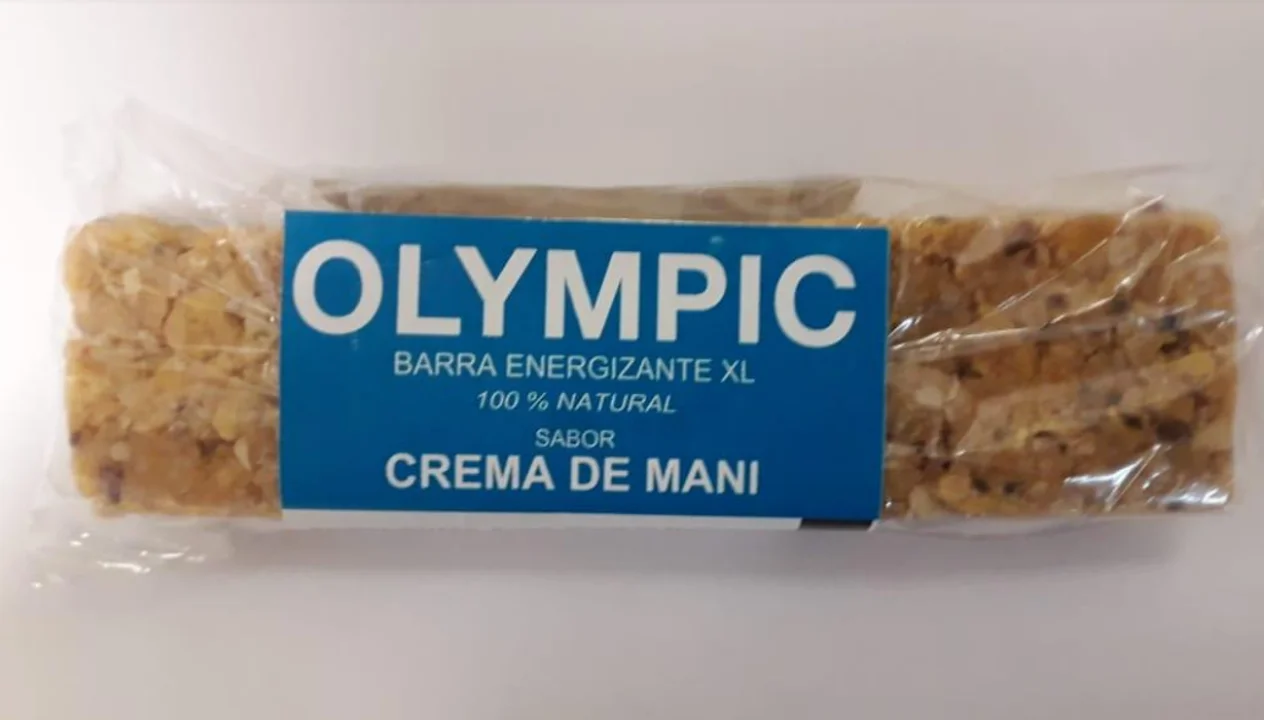 OLYMPIC
BARRA ENERGIZANTE XL
100 % NATURAL
SABOR
CREMA DE MANI